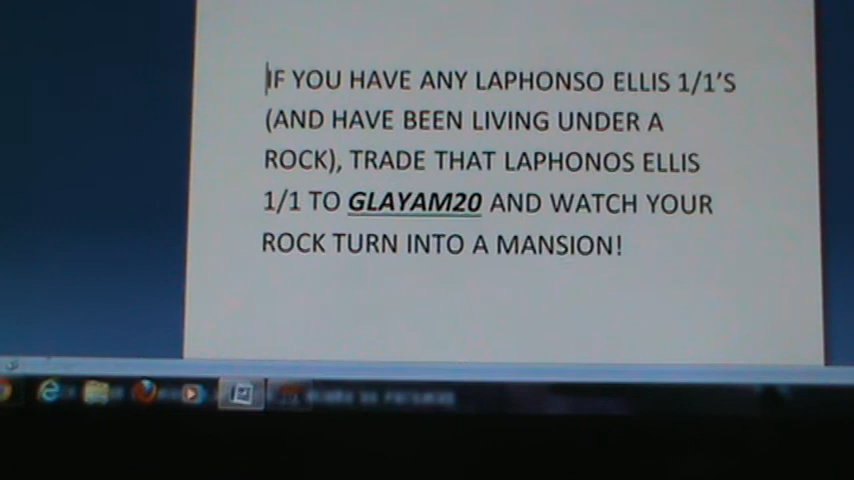 IF YOU HAVE ANY LAPHONSO ELLIS 1/1'S
(AND HAVE BEEN LIVING UNDER A
ROCK), TRADE THAT LAPHONOS ELLIS
1/1 TO GLAYAM20 AND WATCH YOUR
ROCK TURN INTO A MANSION!